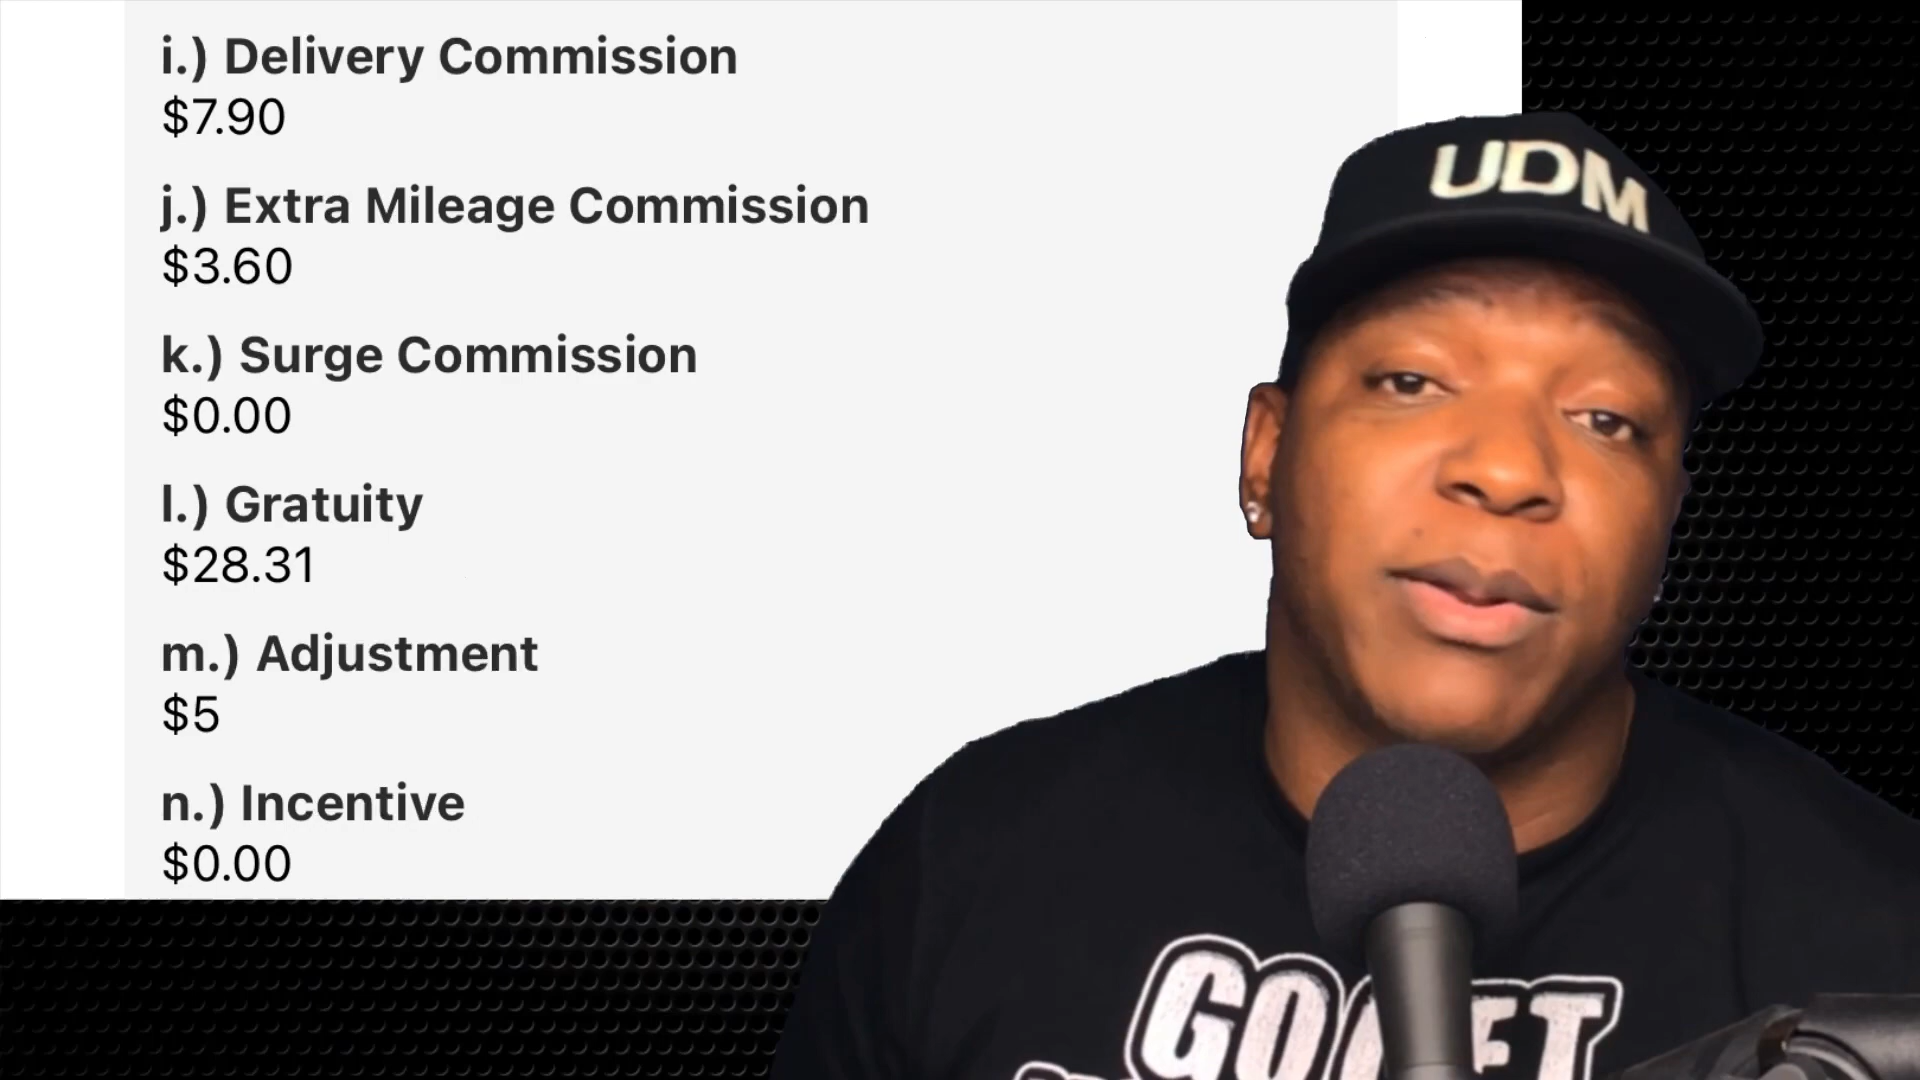 i.) Delivery Commission
$7.90
j.) Extra Mileage Commission
$3.60
k.) Surge Commission
$0.00
l.) Gratuity
$28.31
m.) Adjustment
$5
n.) Incentive
$0.00
UDM